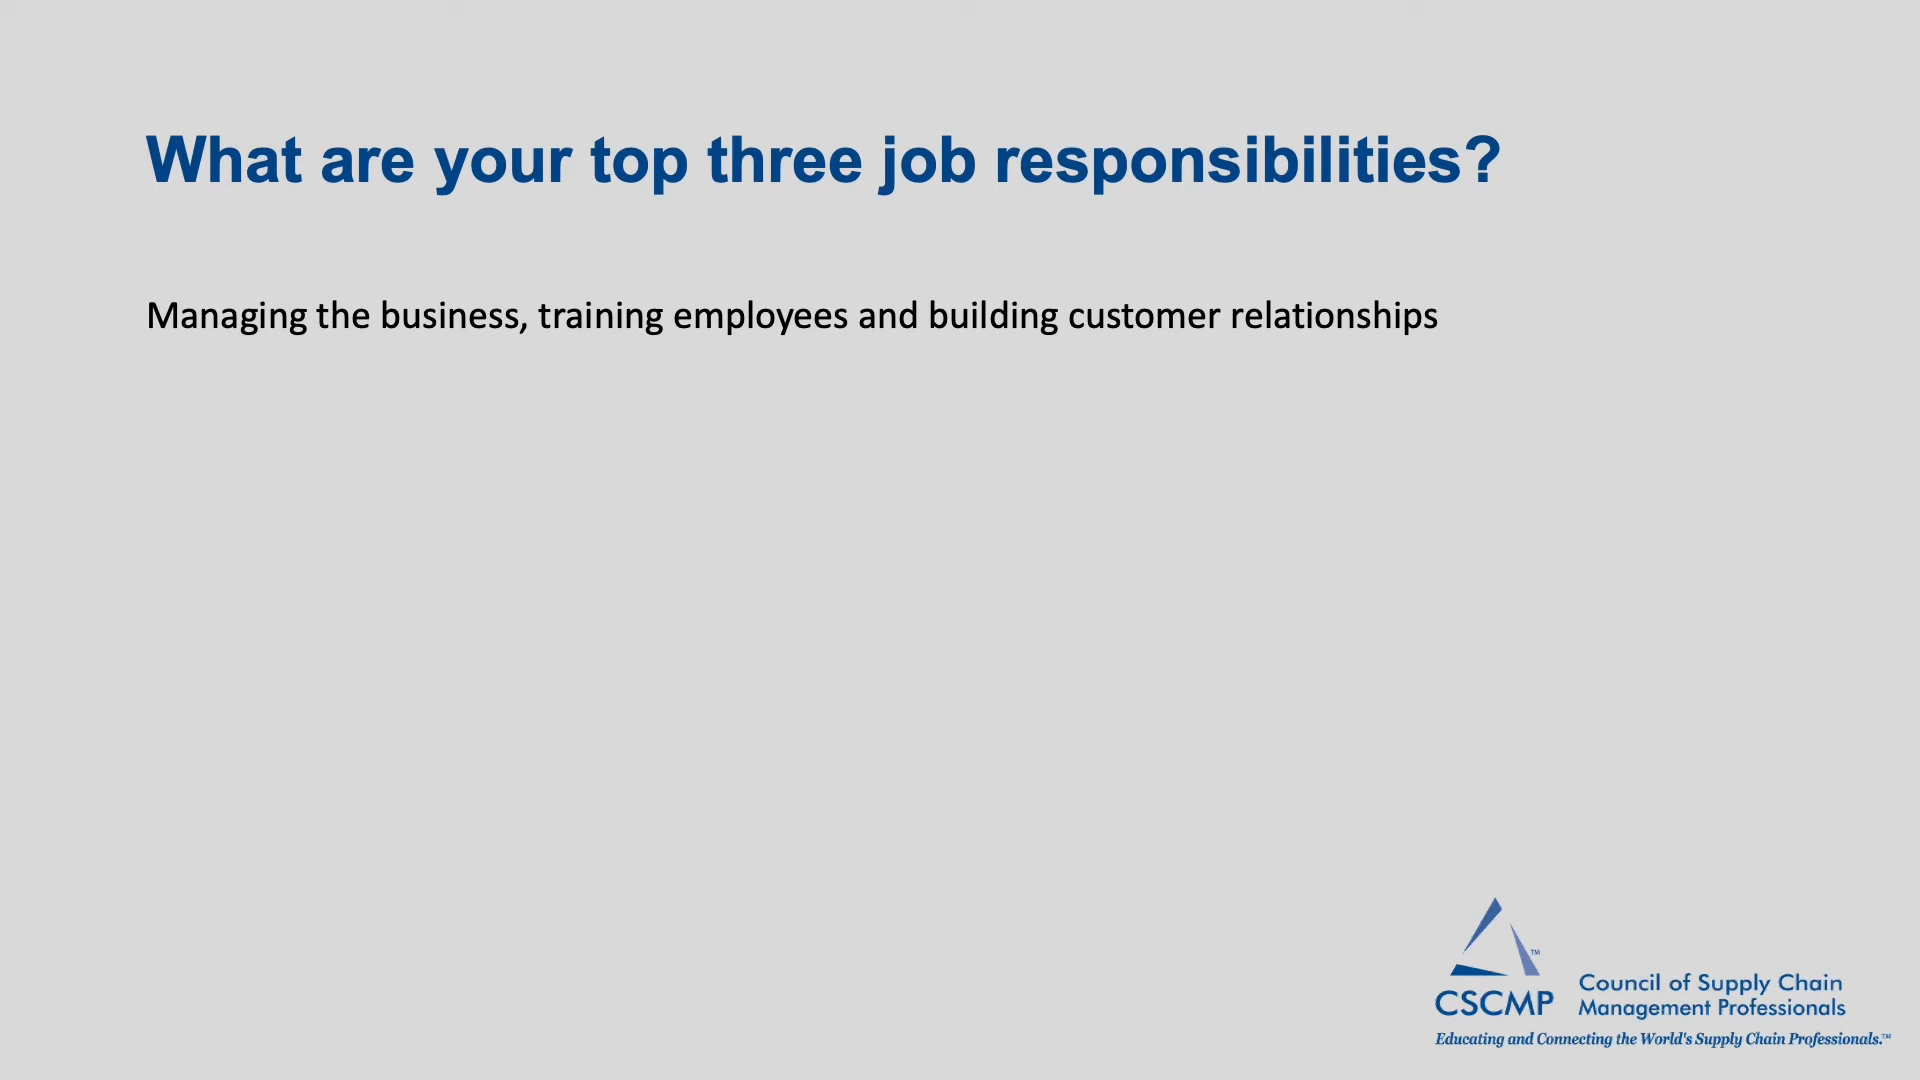 What are your top three job responsibilities?
Managing the business, training employees and building customer relationships
™
CSCMP
Council of Supply Chain
Management Professionals
Educating and Connecting the World's Supply Chain Professionals.™